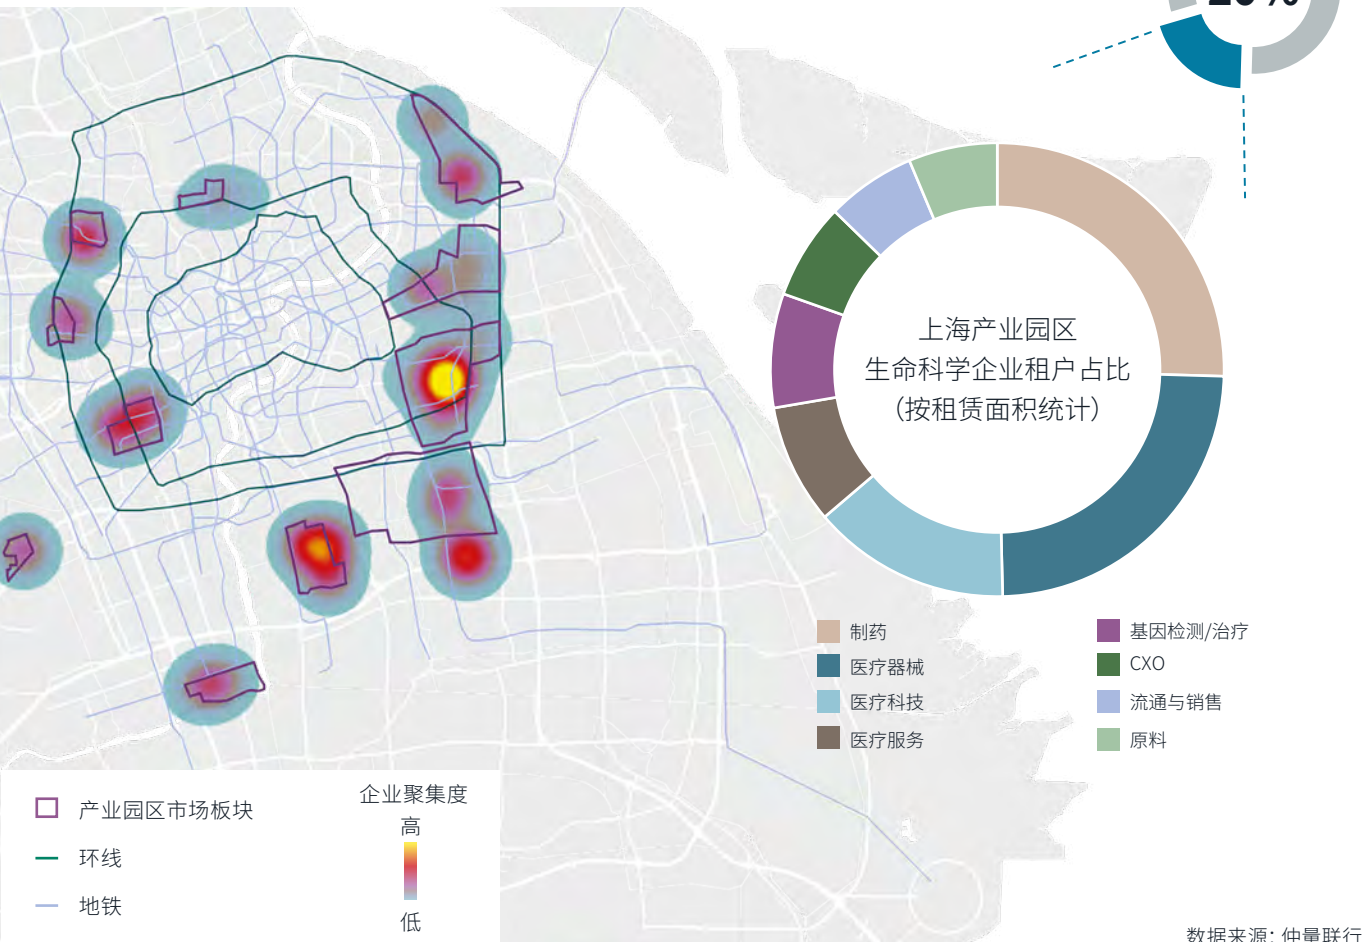 上海产业园区
生命科学企业租户占比
（按租赁面积统计）
制药
医疗器械
医疗科技
医疗服务
基因检测/治疗
CXO
流通与销售
原料
产业园区市场板块
环线
地铁
企业聚集度
高
低
数据来源：仲量联行